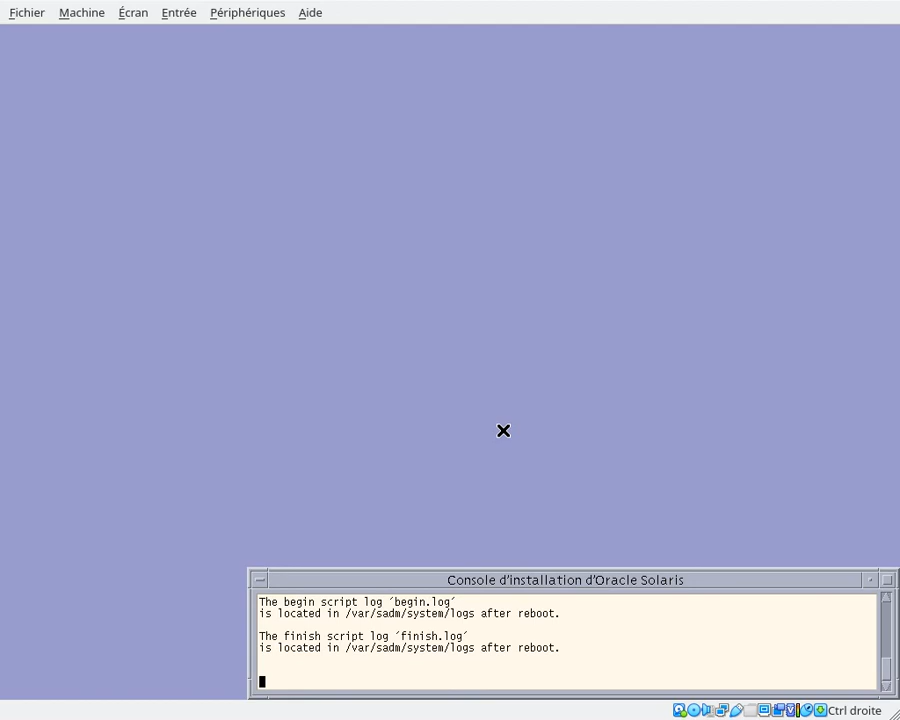 Fichier Machine Écran Entrée Périphériques Aide
Console d'installation d'Oracle Solaris
The begin script log ´begin.log´
is located in /var/sadm/system/logs after reboot.
The finish script log ´finish.log´
is located in /var/sadm/system/logs after reboot.
Ctrl droite